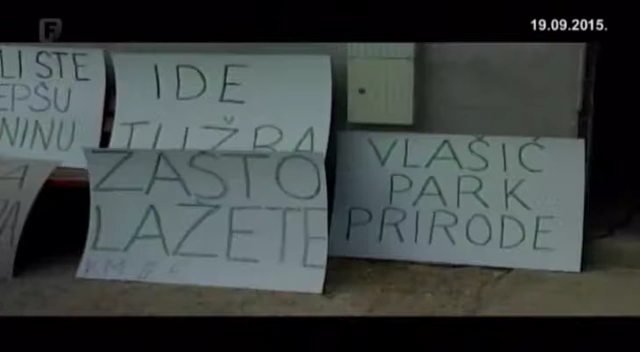 F
19.09.2015.
LI STE
EPŠU
NINU
IDE
TUŽBA
ZAŠTO
LAŽETE
VLAŠIĆ
PARK
PRIRODE